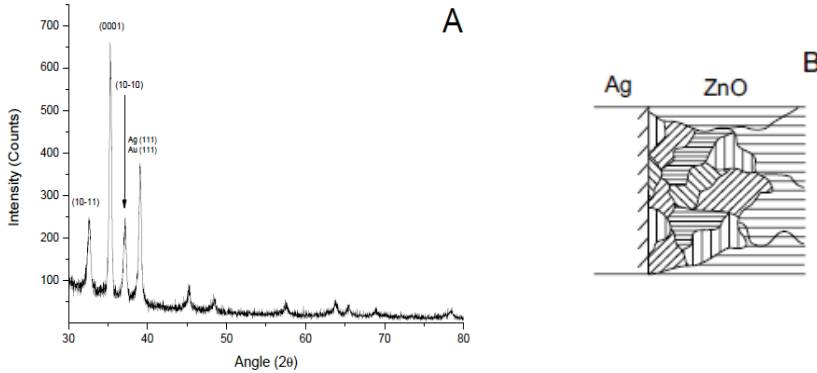 A
700
600
500
400
300
200
100
Intensity (Counts)
(0001)
(10-10)
Ag (111)
Au (111)
(10-11)
30
40
50
60
70
80
Angle (2θ)
B
Ag
ZnO